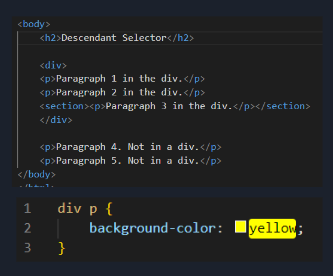 <body>
<h2>Descendant Selector</h2>
<div>
<p>Paragraph 1 in the div.</p>
<p>Paragraph 2 in the div.</p>
<section><p>Paragraph 3 in the div.</p></section>
</div>
<p>Paragraph 4. Not in a div.</p>
<p>Paragraph 5. Not in a div.</p>
</body>
</html>
1 div p {
2 background-color: yellow;
3 }